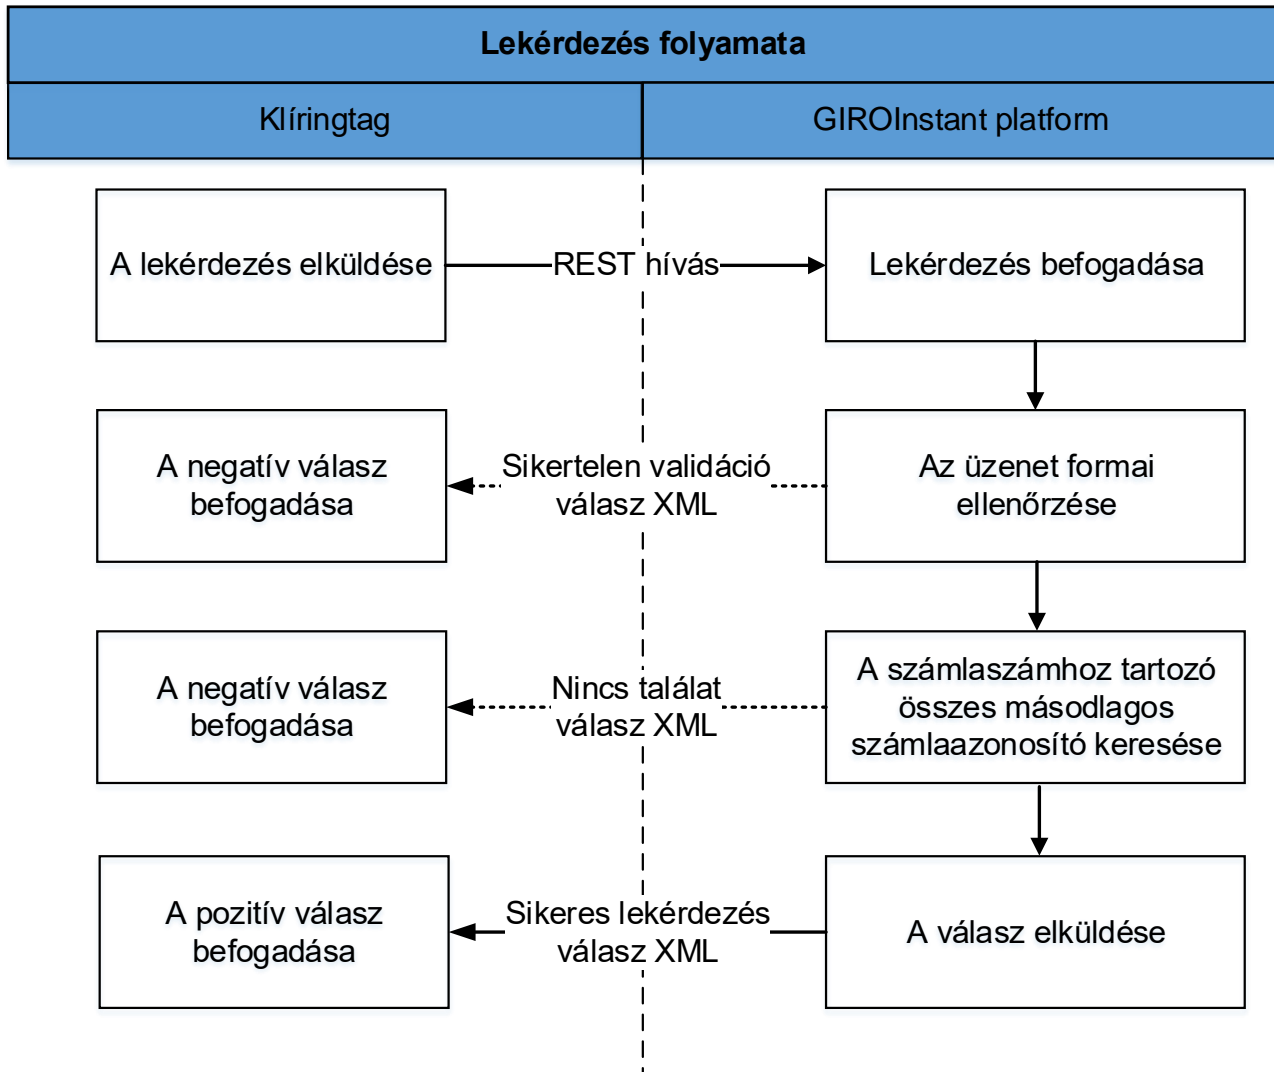 Lekérdezés folyamata
Klíringtag
GIROInstant platform
A lekérdezés elküldése
REST hívás
Lekérdezés befogadása
A negatív válasz
befogadása
Sikertelen validáció
válasz XML
Az üzenet formai
ellenőrzése
A negatív válasz
befogadása
Nincs találat
válasz XML
A számlaszámhoz tartozó
összes másodlagos
számlaazonosító keresése
A pozitív válasz
befogadása
Sikeres lekérdezés
válasz XML
A válasz elküldése